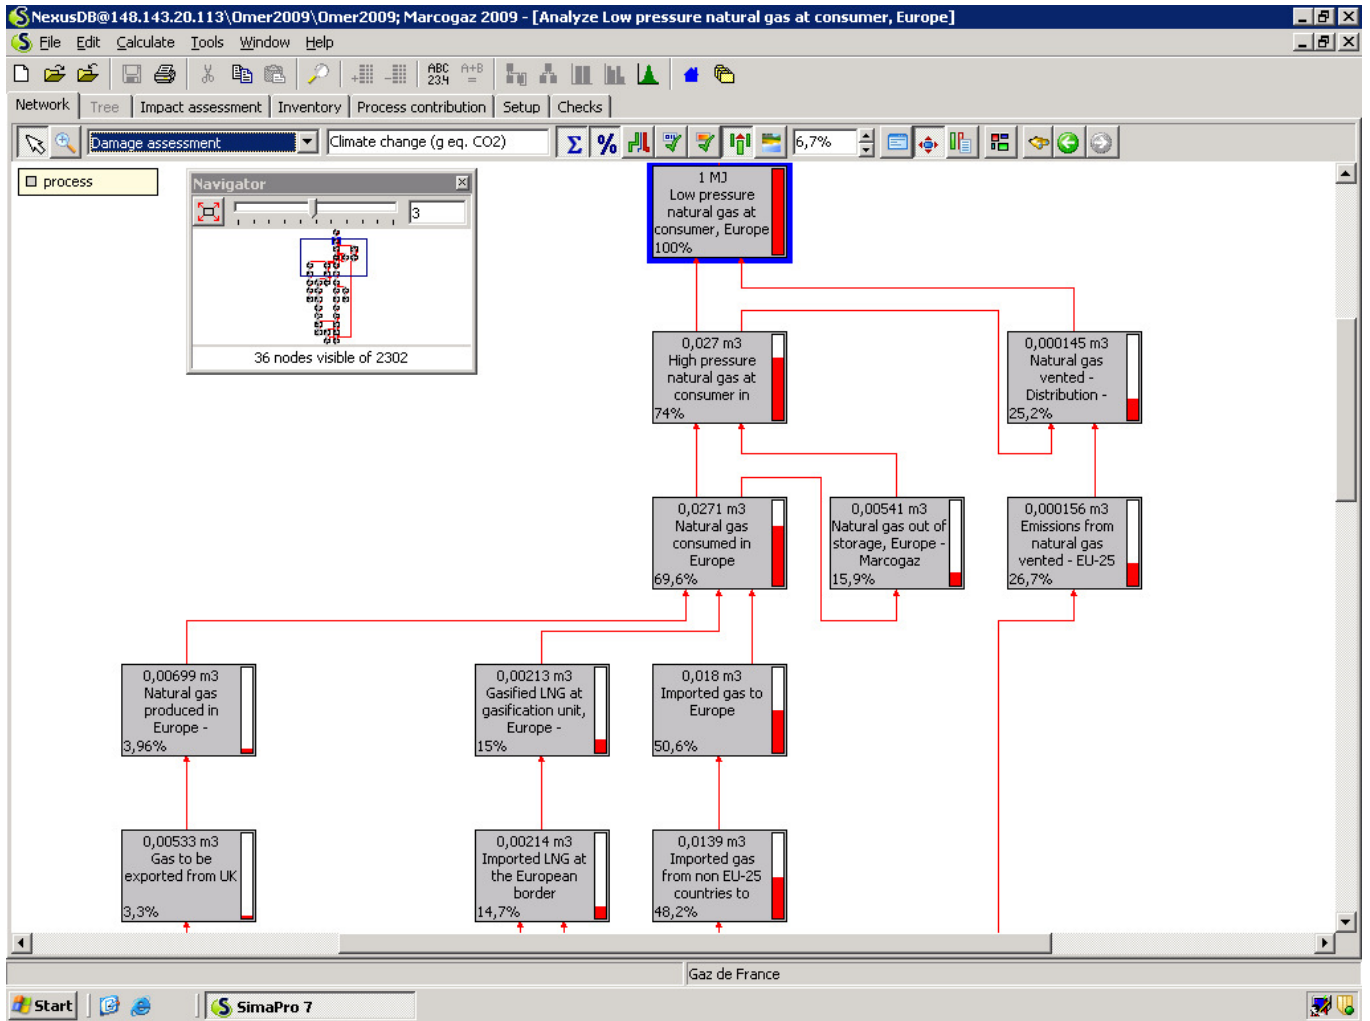 NexusDB@148.143.20.113\Omer2009\Omer2009; Marcogaz 2009 - [Analyze Low pressure natural gas at consumer, Europe]
File Edit Calculate Tools Window Help
ABC A+B
23.4 =
Network Tree Impact assessment Inventory Process contribution Setup Checks
Damage assessment Climate change (g eq. CO2) Σ % 6,7%
process
Navigator
3
36 nodes visible of 2302
1 MJ
Low pressure
natural gas at
consumer, Europe
100%
0,027 m3
High pressure
natural gas at
consumer in
74%
0,000145 m3
Natural gas
vented -
Distribution -
25,2%
0,0271 m3
Natural gas
consumed in
Europe
69,6%
0,00541 m3
Natural gas out of
storage, Europe -
Marcogaz
15,9%
0,000156 m3
Emissions from
natural gas
vented - EU-25
26,7%
0,00699 m3
Natural gas
produced in
Europe -
3,96%
0,00213 m3
Gasified LNG at
gasification unit,
Europe -
15%
0,018 m3
Imported gas to
Europe
50,6%
0,00533 m3
Gas to be
exported from UK
3,3%
0,00214 m3
Imported LNG at
the European
border
14,7%
0,0139 m3
Imported gas
from non EU-25
countries to
48,2%
Gaz de France
Start SimaPro 7